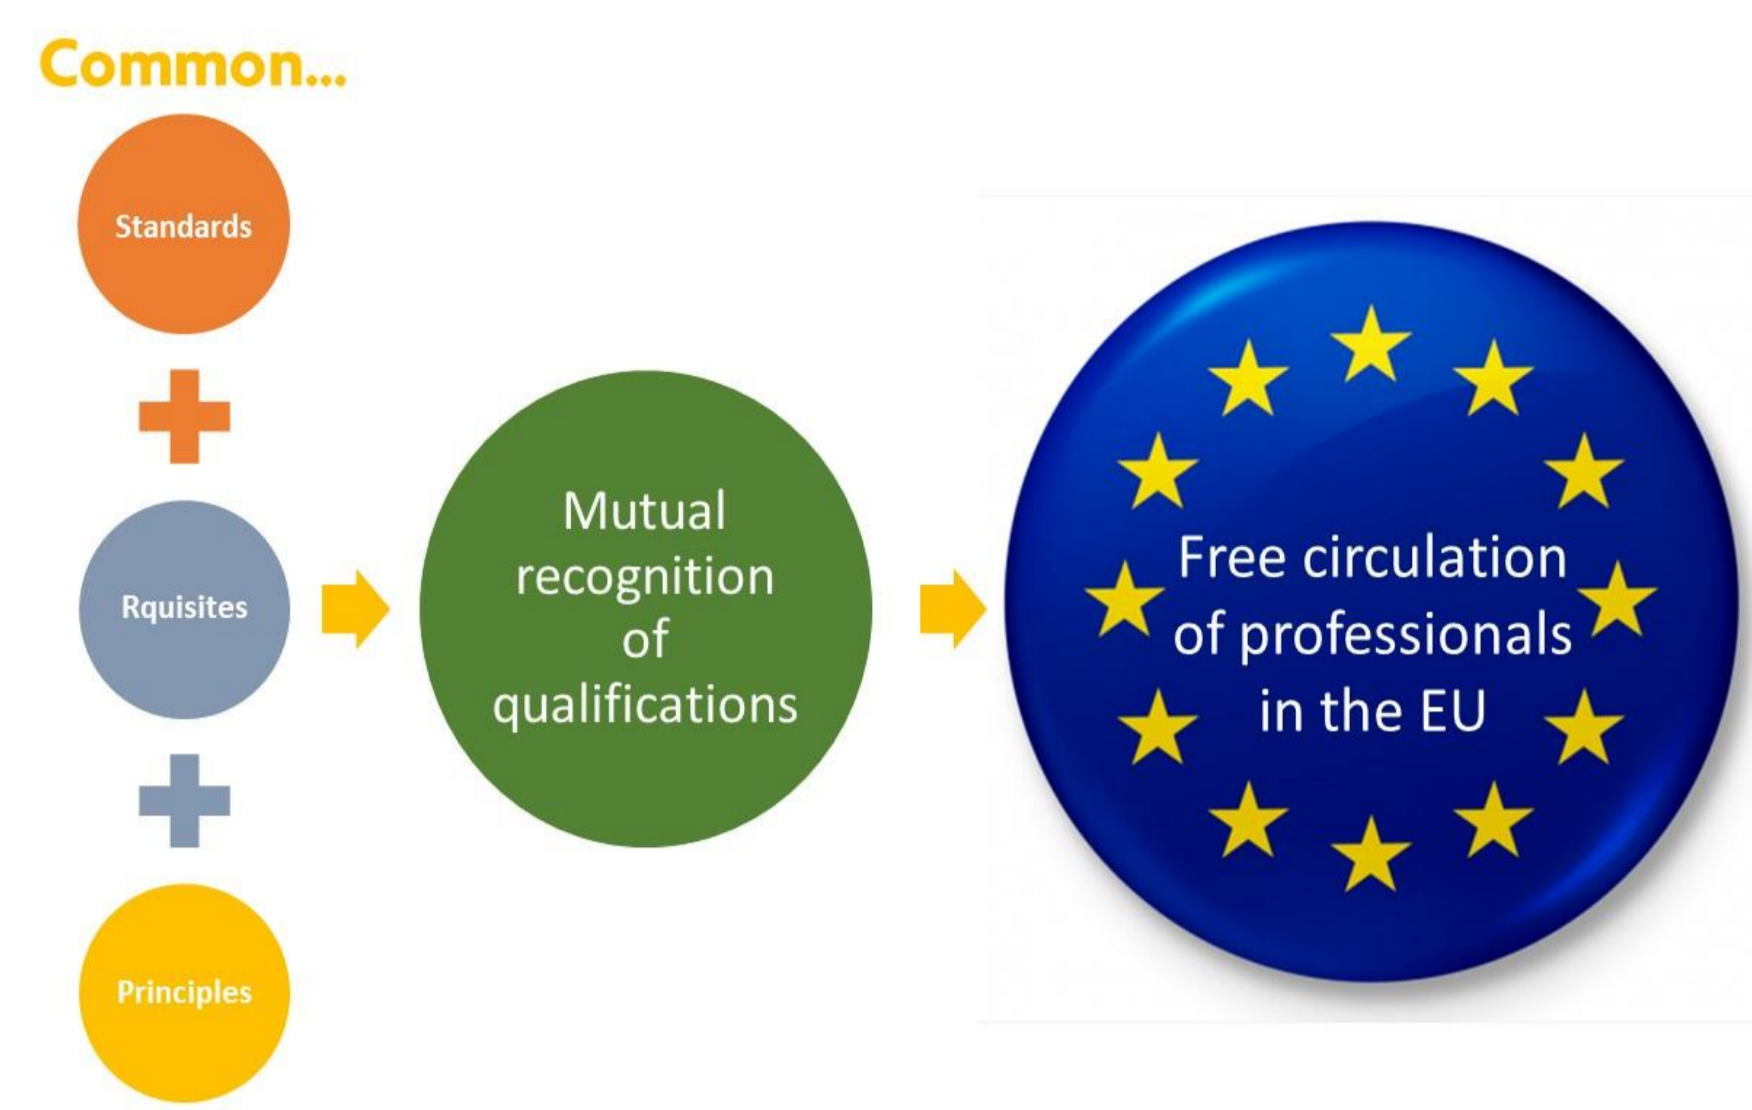 Common...
Standards
Rquisites
Principles
Mutual
recognition
of
qualifications
Free circulation
of professionals
in the EU